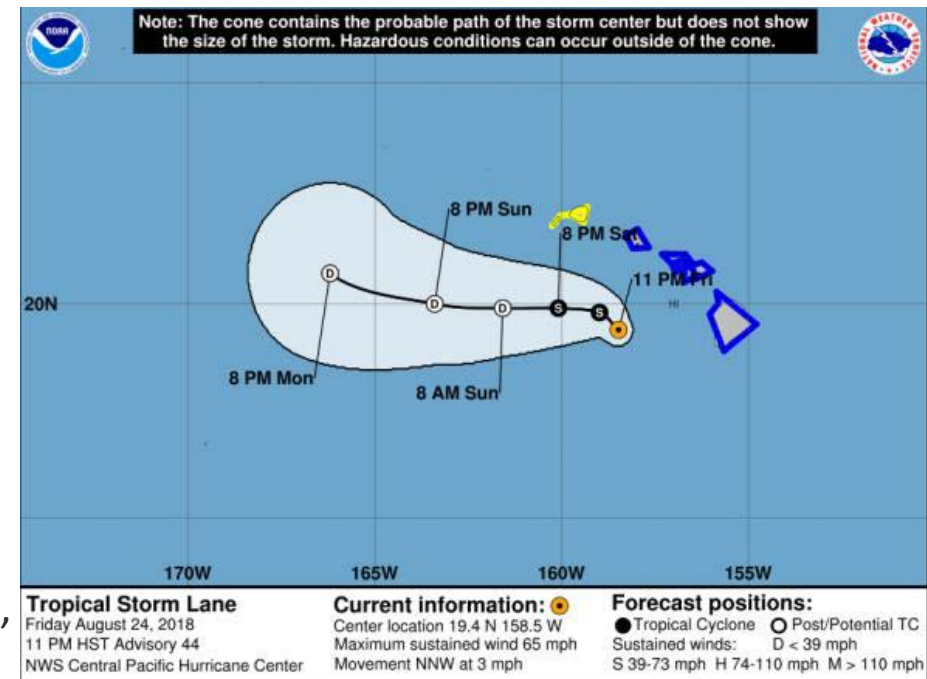 Note: The cone contains the probable path of the storm center but does not show
the size of the storm. Hazardous conditions can occur outside of the cone.
NOAA
NATIONAL WEATHER SERVICE
8 PM Sun
8 PM Sat
11 PM Fri
HI
20N
8 PM Mon
8 AM Sun
D
D
D
S
S
170W
165W
160W
155W
,
Tropical Storm Lane
Friday August 24, 2018
11 PM HST Advisory 44
NWS Central Pacific Hurricane Center
Current information:
Center location 19.4 N 158.5 W
Maximum sustained wind 65 mph
Movement NNW at 3 mph
Forecast positions:
Tropical Cyclone Post/Potential TC
Sustained winds: D < 39 mph
S 39-73 mph H 74-110 mph M > 110 mph